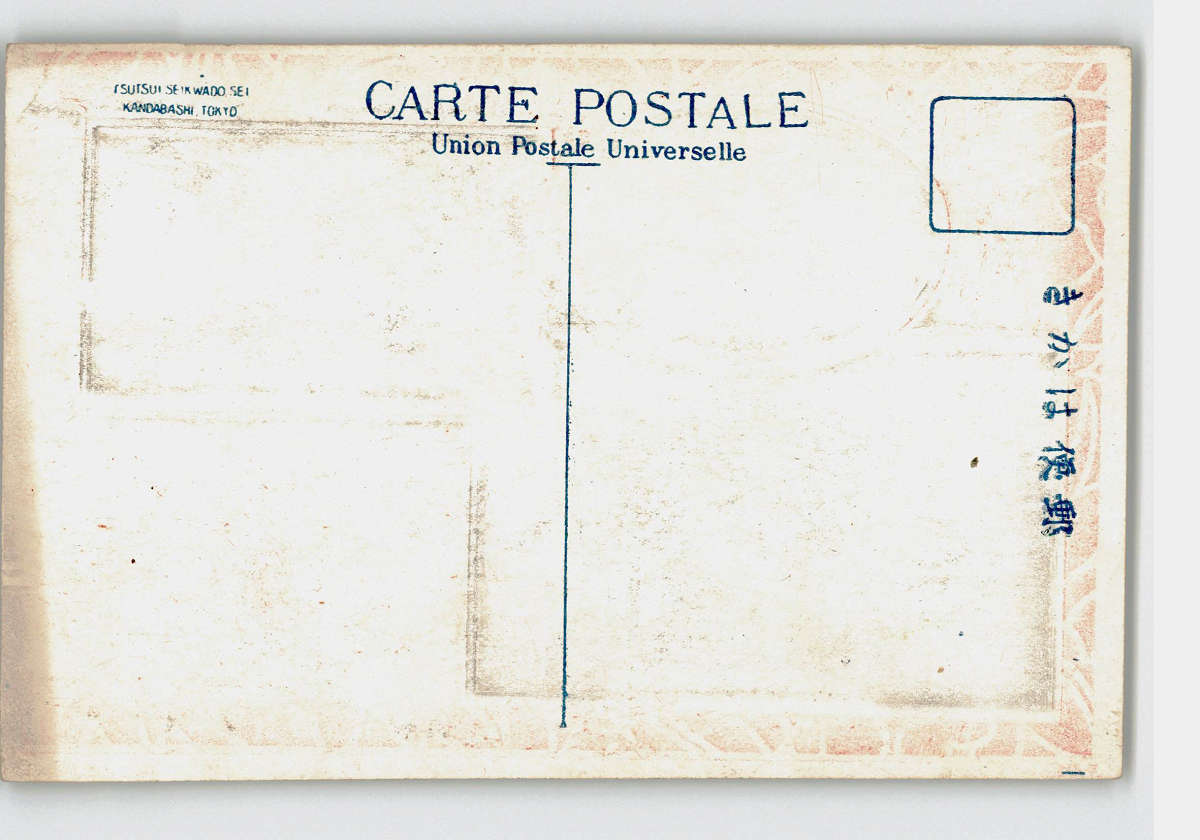 TSUTSUI SEIKWADO, SEI
KANDABASHI, TOKYO
CARTE POSTALE
Union Postale Universelle
きかは便郵